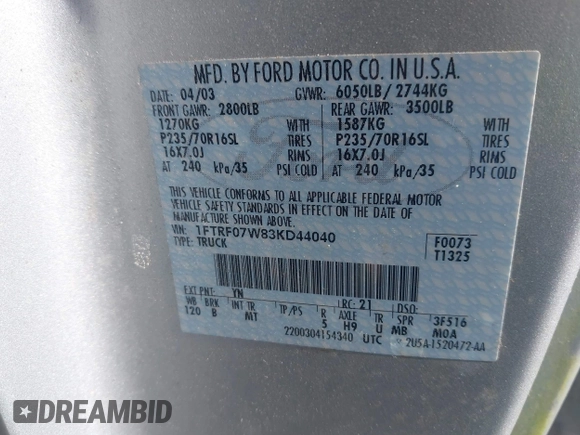 MFD. BY FORD MOTOR CO. IN U.S.A.
DATE: 04/03 GVWR: 6050LB/ 2744KG
FRONT GAWR: 2800LB REAR GAWR: 3500LB
1270KG WITH 1587KG WITH
P235/70R16SL TIRES P235/70R16SL TIRES
16X7.0J RIMS 16X7.0J RIMS
AT 240 kPa/35 PSI COLD AT 240 kPa/35 PSI COLD
THIS VEHICLE CONFORMS TO ALL APPLICABLE FEDERAL MOTOR
VEHICLE SAFETY STANDARDS IN EFFECT ON THE DATE OF
MANUFACTURE SHOWN ABOVE.
VIN: 1FTRF07W83KD44040 F0073
TYPE: TRUCK T1325
EXT PNT: YN RC: 21 DSO:
WB BRK INT TR TP/PS R AXLE TR SPR 3F516
120 B MT 5 H9 U MB MOA
2200304154340 UTC 2USA-1520472-AA
DREAMBID